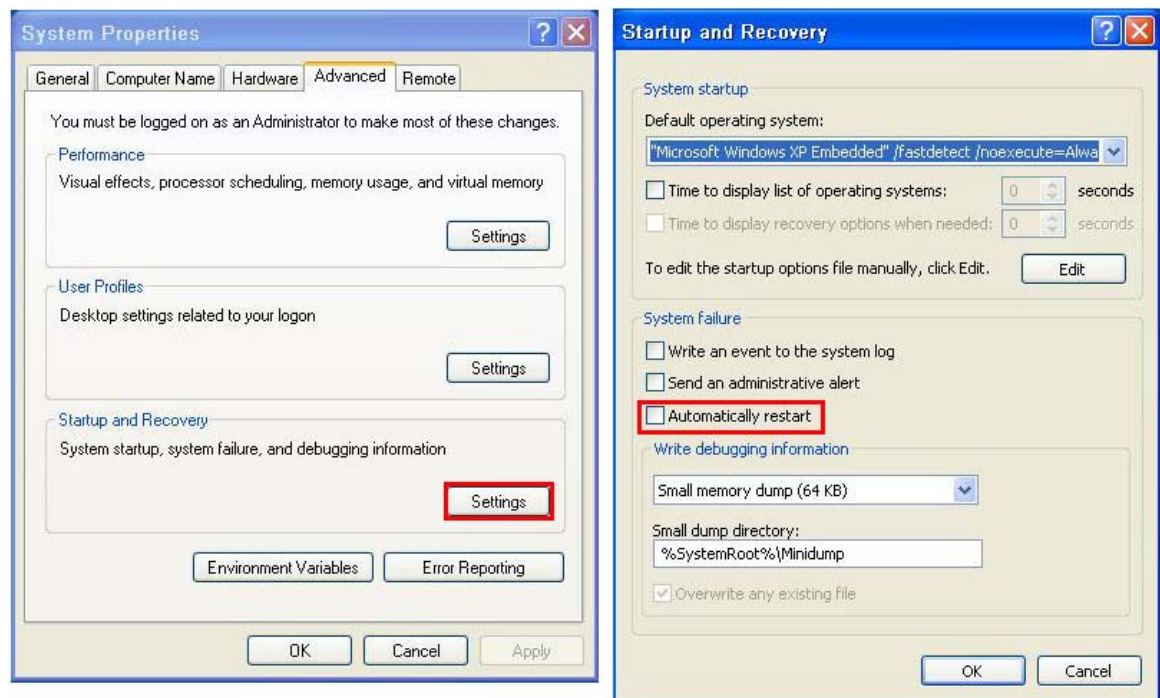 System Properties
General Computer Name Hardware Advanced Remote
You must be logged on as an Administrator to make most of these changes.
Performance
Visual effects, processor scheduling, memory usage, and virtual memory
Settings
User Profiles
Desktop settings related to your logon
Settings
Startup and Recovery
System startup, system failure, and debugging information
Settings
Environment Variables Error Reporting
OK Cancel Apply
Startup and Recovery
System startup
Default operating system:
"Microsoft Windows XP Embedded" /fastdetect /noexecute=Alwa
Time to display list of operating systems: 0 seconds
Time to display recovery options when needed: 0 seconds
To edit the startup options file manually, click Edit. Edit
System failure
Write an event to the system log
Send an administrative alert
Automatically restart
Write debugging information
Small memory dump (64 KB)
Small dump directory:
%SystemRoot%\Minidump
Overwrite any existing file
OK Cancel